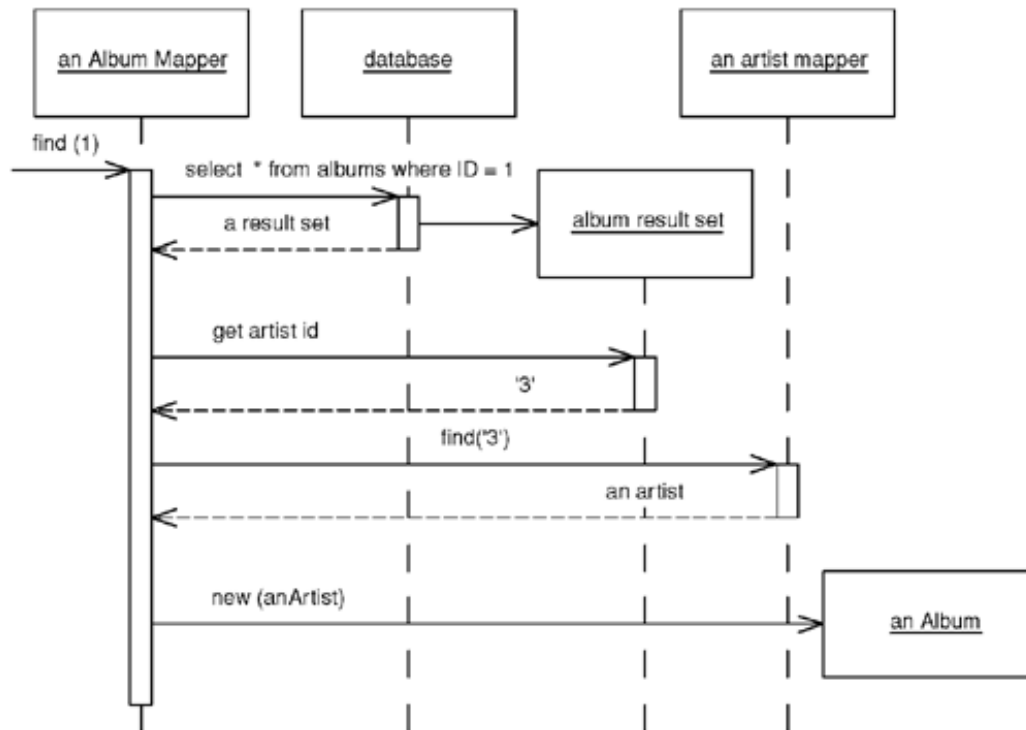 an Album Mapper
database
an artist mapper
find (1)
select * from albums where ID = 1
album result set
a result set
get artist id
'3'
find("3')
an artist
new (anArtist)
an Album